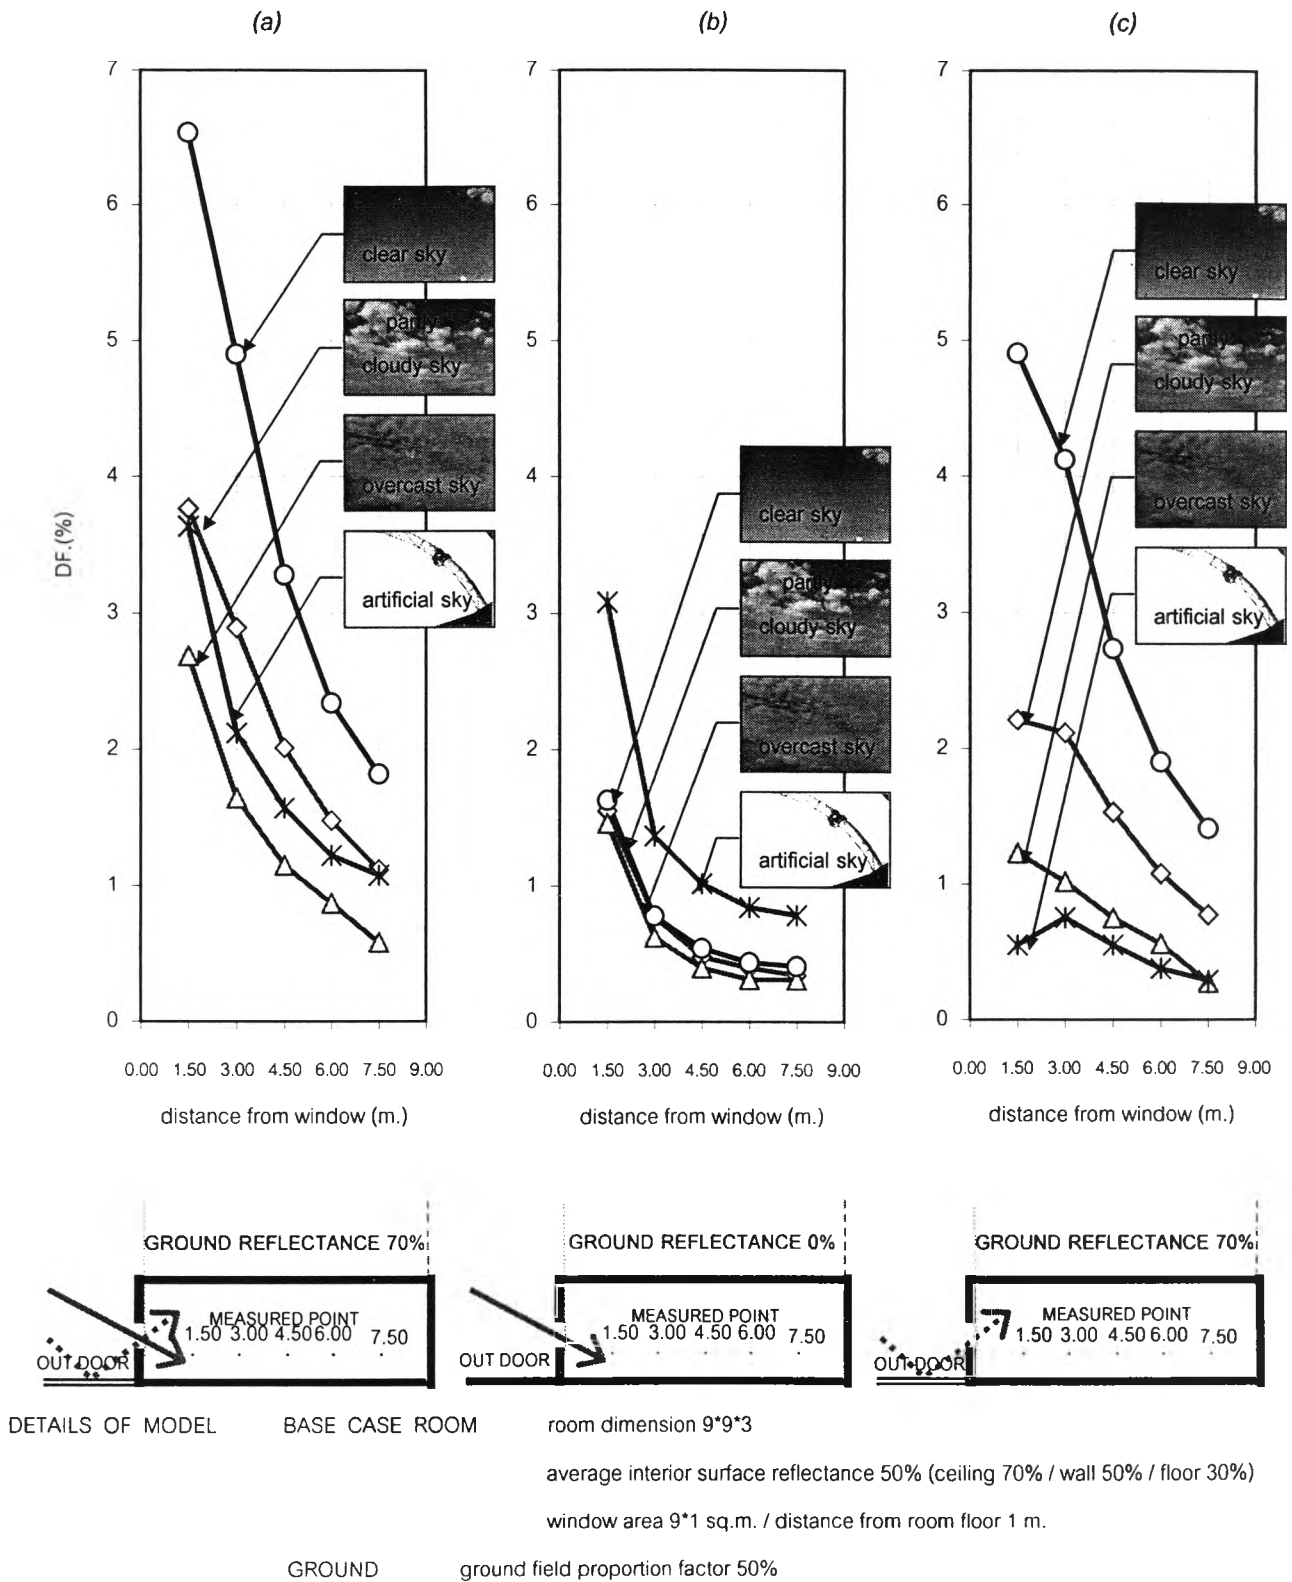 (a) (b) (c)
7 7 7
6 6 6
5 5 5
4 4 4
3 3 3
2 2 2
1 1 1
0 0 0
DF.(%)
clear sky
partly
cloudy sky
overcast sky
artificial sky
clear sky
partly
cloudy sky
overcast sky
artificial sky
clear sky
partly
cloudy sky
overcast sky
artificial sky
0.00 1.50 3.00 4.50 6.00 7.50 9.00
0.00 1.50 3.00 4.50 6.00 7.50 9.00
0.00 1.50 3.00 4.50 6.00 7.50 9.00
distance from window (m.)
distance from window (m.)
distance from window (m.)
GROUND REFLECTANCE 70%
MEASURED POINT
1.50 3.00 4.50 6.00 7.50
OUT DOOR
GROUND REFLECTANCE 0%
MEASURED POINT
1.50 3.00 4.50 6.00 7.50
OUT DOOR
GROUND REFLECTANCE 70%
MEASURED POINT
1.50 3.00 4.50 6.00 7.50
OUT DOOR
DETAILS OF MODEL BASE CASE ROOM room dimension 9*9*3
average interior surface reflectance 50% (ceiling 70% / wall 50% / floor 30%)
window area 9*1 sq.m. / distance from room floor 1 m.
GROUND ground field proportion factor 50%